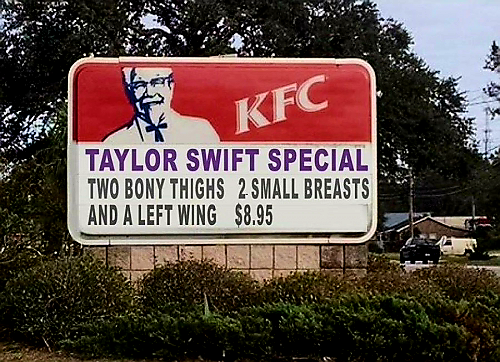 KFC
TAYLOR SWIFT SPECIAL
TWO BONY THIGHS 2 SMALL BREASTS
AND A LEFT WING $8.95